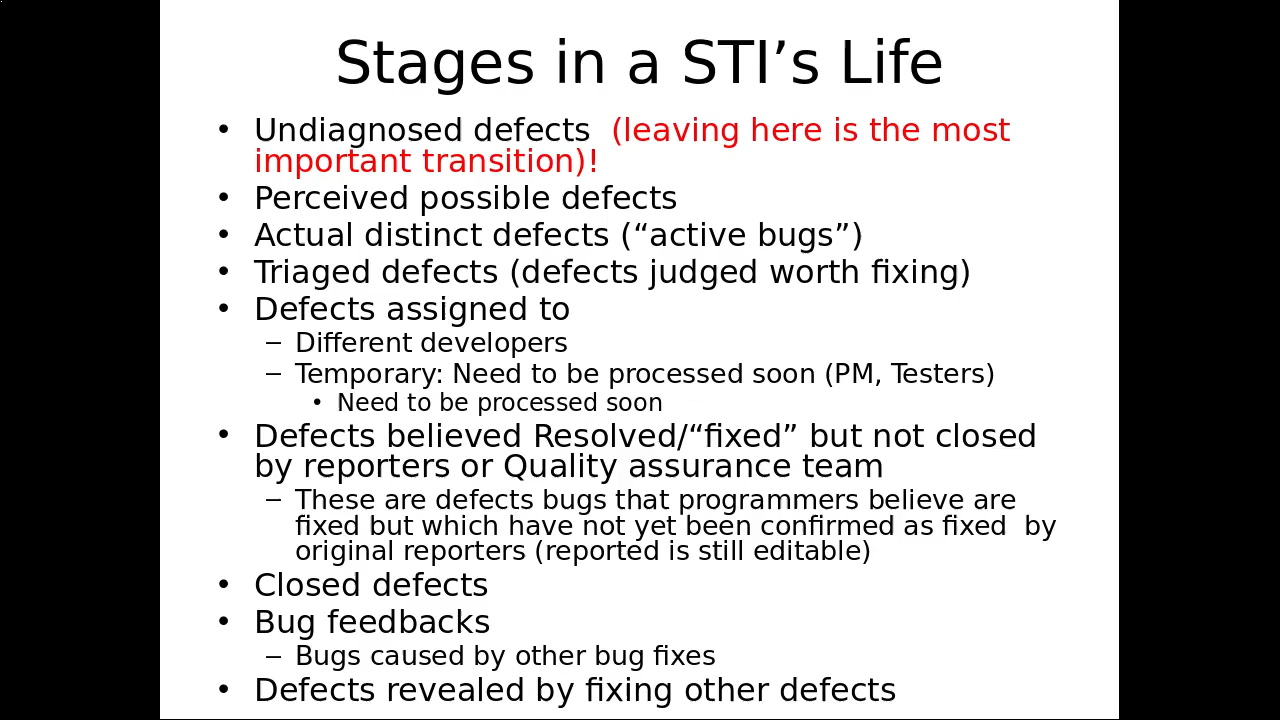 Stages in a STI’s Life
• Undiagnosed defects  (leaving here is the most
important transition)!
• Perceived possible defects
• Actual distinct defects (“active bugs”)
• Triaged defects (defects judged worth fixing)
• Defects assigned to
– Different developers
– Temporary: Need to be processed soon (PM, Testers)
• Need to be processed soon
• Defects believed Resolved/“fixed” but not closed
by reporters or Quality assurance team
– These are defects bugs that programmers believe are
fixed but which have not yet been confirmed as fixed  by
original reporters (reported is still editable)
• Closed defects
• Bug feedbacks
– Bugs caused by other bug fixes
• Defects revealed by fixing other defects